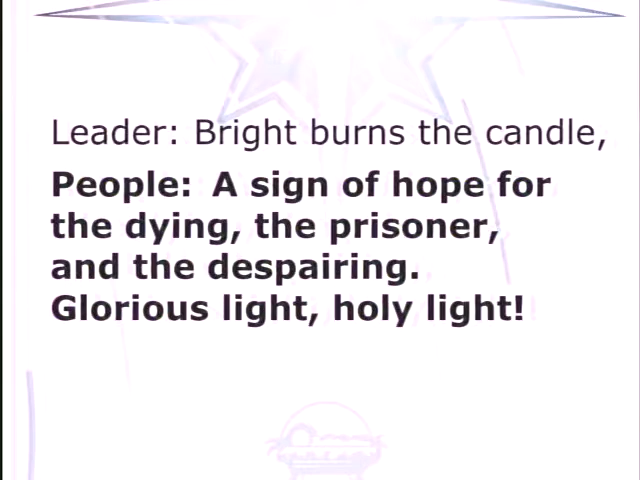 Leader: Bright burns the candle,
People: A sign of hope for
the dying, the prisoner,
and the despairing.
Glorious light, holy light!